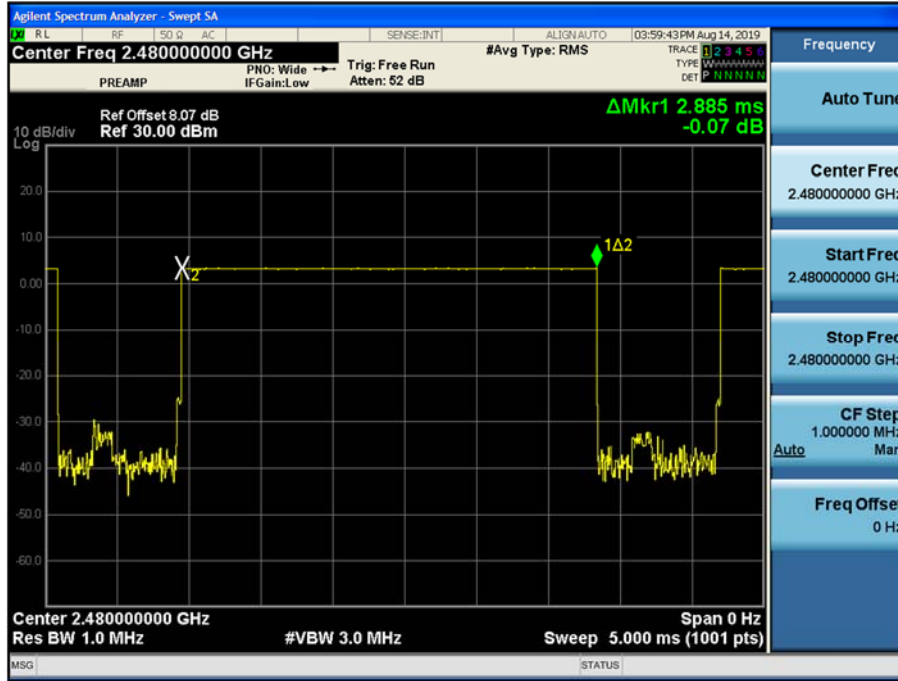 Agilent Spectrum Analyzer - Swept SA
LXI RL RF 50 Ω AC SENSE:INT ALIGN AUTO 03:59:43 PM Aug 14, 2019
Center Freq 2.480000000 GHz #Avg Type: RMS TRACE 1 2 3 4 5 6
PNO: Wide Trig: Free Run TYPE W
PREAMP IFGain:Low Atten: 52 dB DET P N N N N N
Ref Offset 8.07 dB ΔMkr1 2.885 ms
10 dB/div Ref 30.00 dBm -0.07 dB
Log
20.0
10.0
1Δ2
2
0.00
-10.0
-20.0
-30.0
-40.0
-50.0
-60.0
Center 2.480000000 GHz Span 0 Hz
Res BW 1.0 MHz #VBW 3.0 MHz Sweep 5.000 ms (1001 pts)
MSG STATUS
Frequency
Auto Tune
Center Freq
2.480000000 GHz
Start Freq
2.480000000 GHz
Stop Freq
2.480000000 GHz
CF Step
1.000000 MHz
Auto Man
Freq Offset
0 Hz